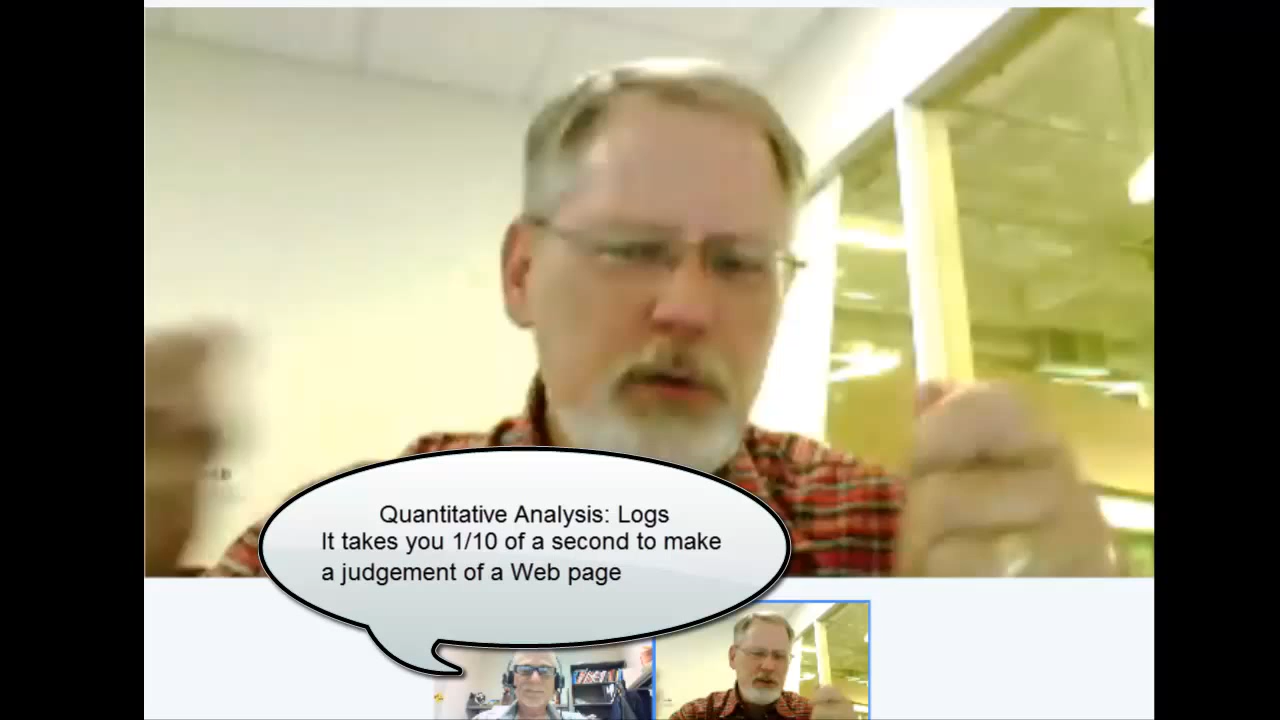 Quantitative Analysis: Logs
It takes you 1/10 of a second to make
a judgement of a Web page